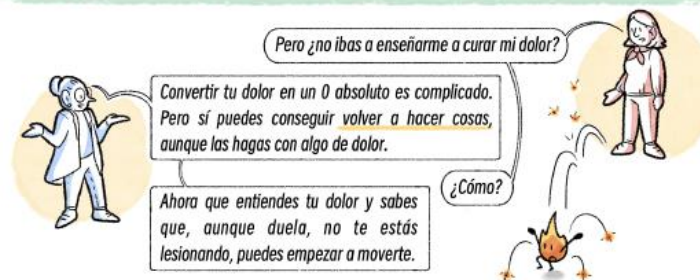 Pero ¿no ibas a enseñarme a curar mi dolor?
Convertir tu dolor en un 0 absoluto es complicado.
Pero sí puedes conseguir volver a hacer cosas,
aunque las hagas con algo de dolor.
¿Cómo?
Ahora que entiendes tu dolor y sabes
que, aunque duela, no te estás
lesionando, puedes empezar a moverte.